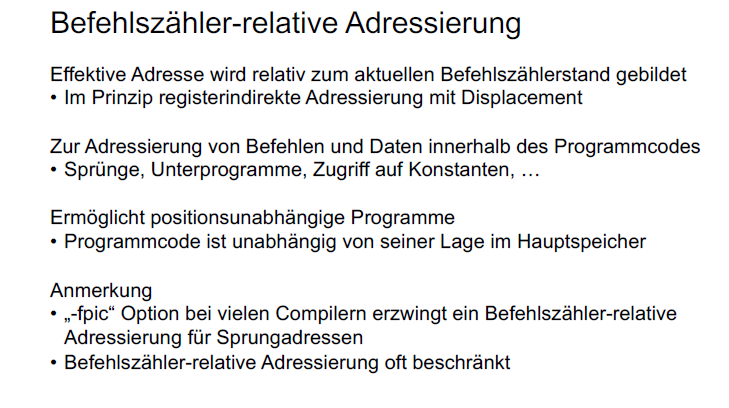 Befehlszähler-relative Adressierung
Effektive Adresse wird relativ zum aktuellen Befehlszählerstand gebildet
• Im Prinzip registerindirekte Adressierung mit Displacement
Zur Adressierung von Befehlen und Daten innerhalb des Programmcodes
• Sprünge, Unterprogramme, Zugriff auf Konstanten, …
Ermöglicht positionsunabhängige Programme
• Programmcode ist unabhängig von seiner Lage im Hauptspeicher
Anmerkung
• „-fpic“ Option bei vielen Compilern erzwingt ein Befehlszähler-relative
Adressierung für Sprungadressen
• Befehlszähler-relative Adressierung oft beschränkt